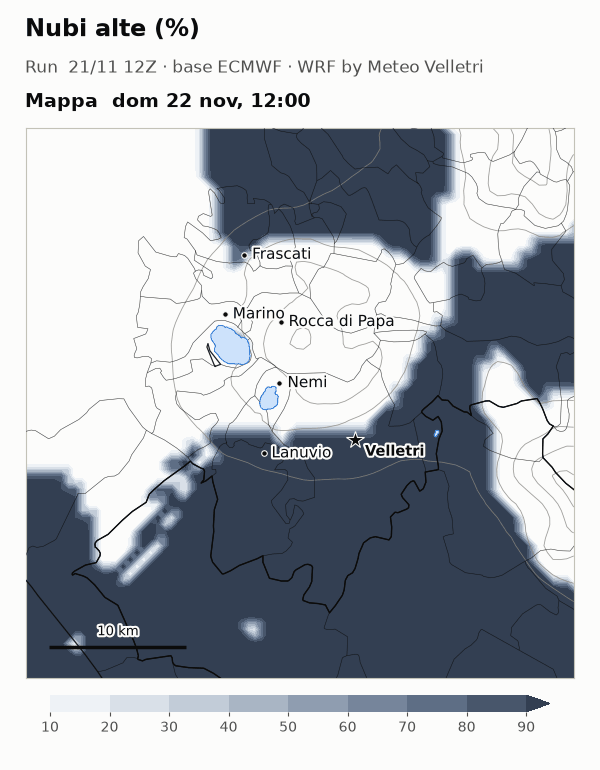 Nubi alte (%)
Run  21/11 12Z · base ECMWF · WRF by Meteo Velletri
Mappa  dom 22 nov, 12:00
Frascati
Marino
Rocca di Papa
Nemi
Velletri
Lanuvio
10 km
10 20 30 40 50 60 70 80 90